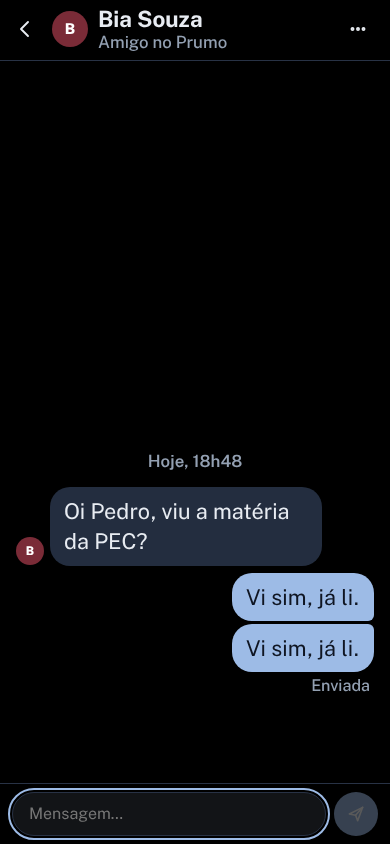 B
Bia Souza
Amigo no Prumo
Hoje, 18h48
Oi Pedro, viu a matéria
da PEC?
B
Vi sim, já li.
Vi sim, já li.
Enviada
Mensagem...